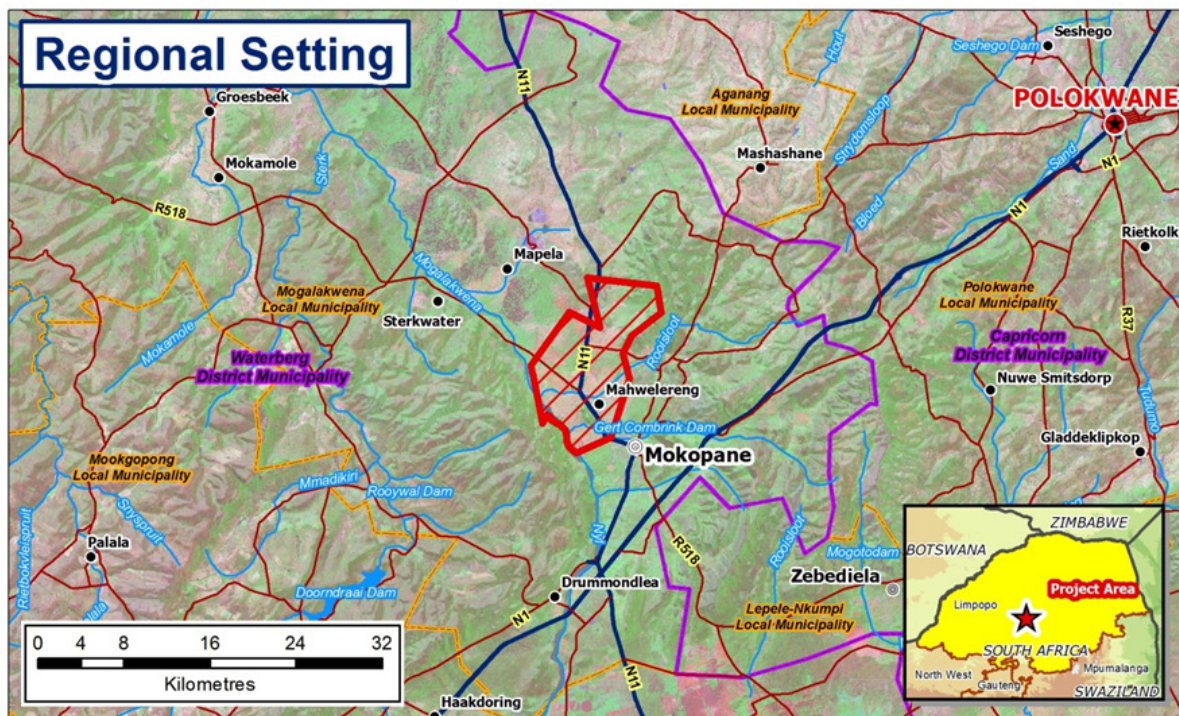 Regional Setting
N11
Hout
Seshego
Seshego Dam
Groesbeek
Aganang
Local Municipality
POLOKWANE
Mokamole
Sterk
Mashashane
Strydomsloop
Sand
N1
R518
Bloed
N1
Rietkolk
Mapela
Mogalakwena
Mogalakwena
Local Municipality
Sterkwater
Polokwane
Local Municipality
R37
Mokamole
Waterberg
District Municipality
N11
Rooisloot
Capricorn
District Municipality
Mahwelereng
Nuwe Smitsdorp
Tudumo
Gert Combrink Dam
Mokopane
Gladdeklipkop
Mookgopong
Local Municipality
Mmadikiri
Rooywal Dam
Snyspruit
Rietbokvleispruit
Palala
Nyl
R518
Rooisloot
Mogotodam
Zebediela
Doorndraai Dam
Drummondlea
N1
Lepele-Nkumpi
Local Municipality
N11
Haakdoring
0 4 8 16 24 32
Kilometres
ZIMBABWE
BOTSWANA
Project Area
Limpopo
SOUTH AFRICA
North West
Gauteng
Mpumalanga
SWAZILAND